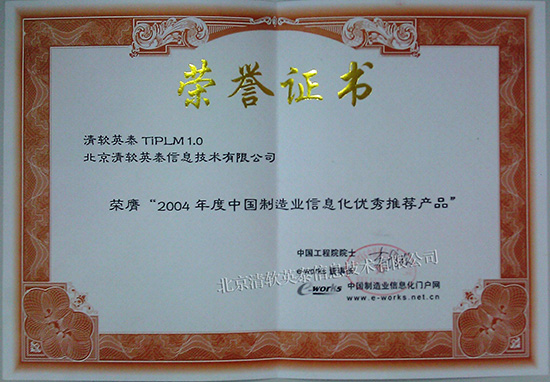 荣誉证书
清软英泰 TiPLM 1.0
北京清软英泰信息技术有限公司
荣膺“2004 年度中国制造业信息化优秀推荐产品”
中国工程院院士
e-works
北京清软英泰信息技术有限公司
e-works 中国制造业信息化门户网
www.e-works.net.cn